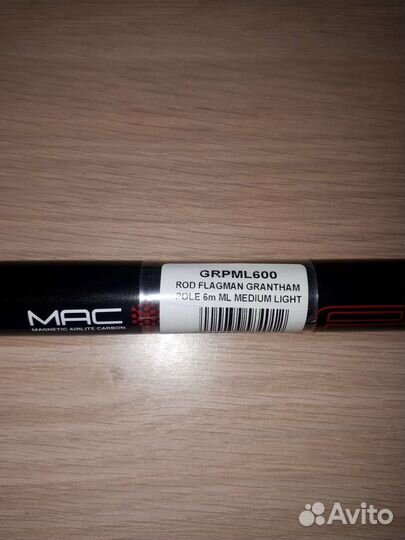 GRPML600
ROD FLAGMAN GRANTHAM
POLE 6m ML MEDIUM LIGHT
MAC
MAGNETIC AIRLITE CARBON
Avito